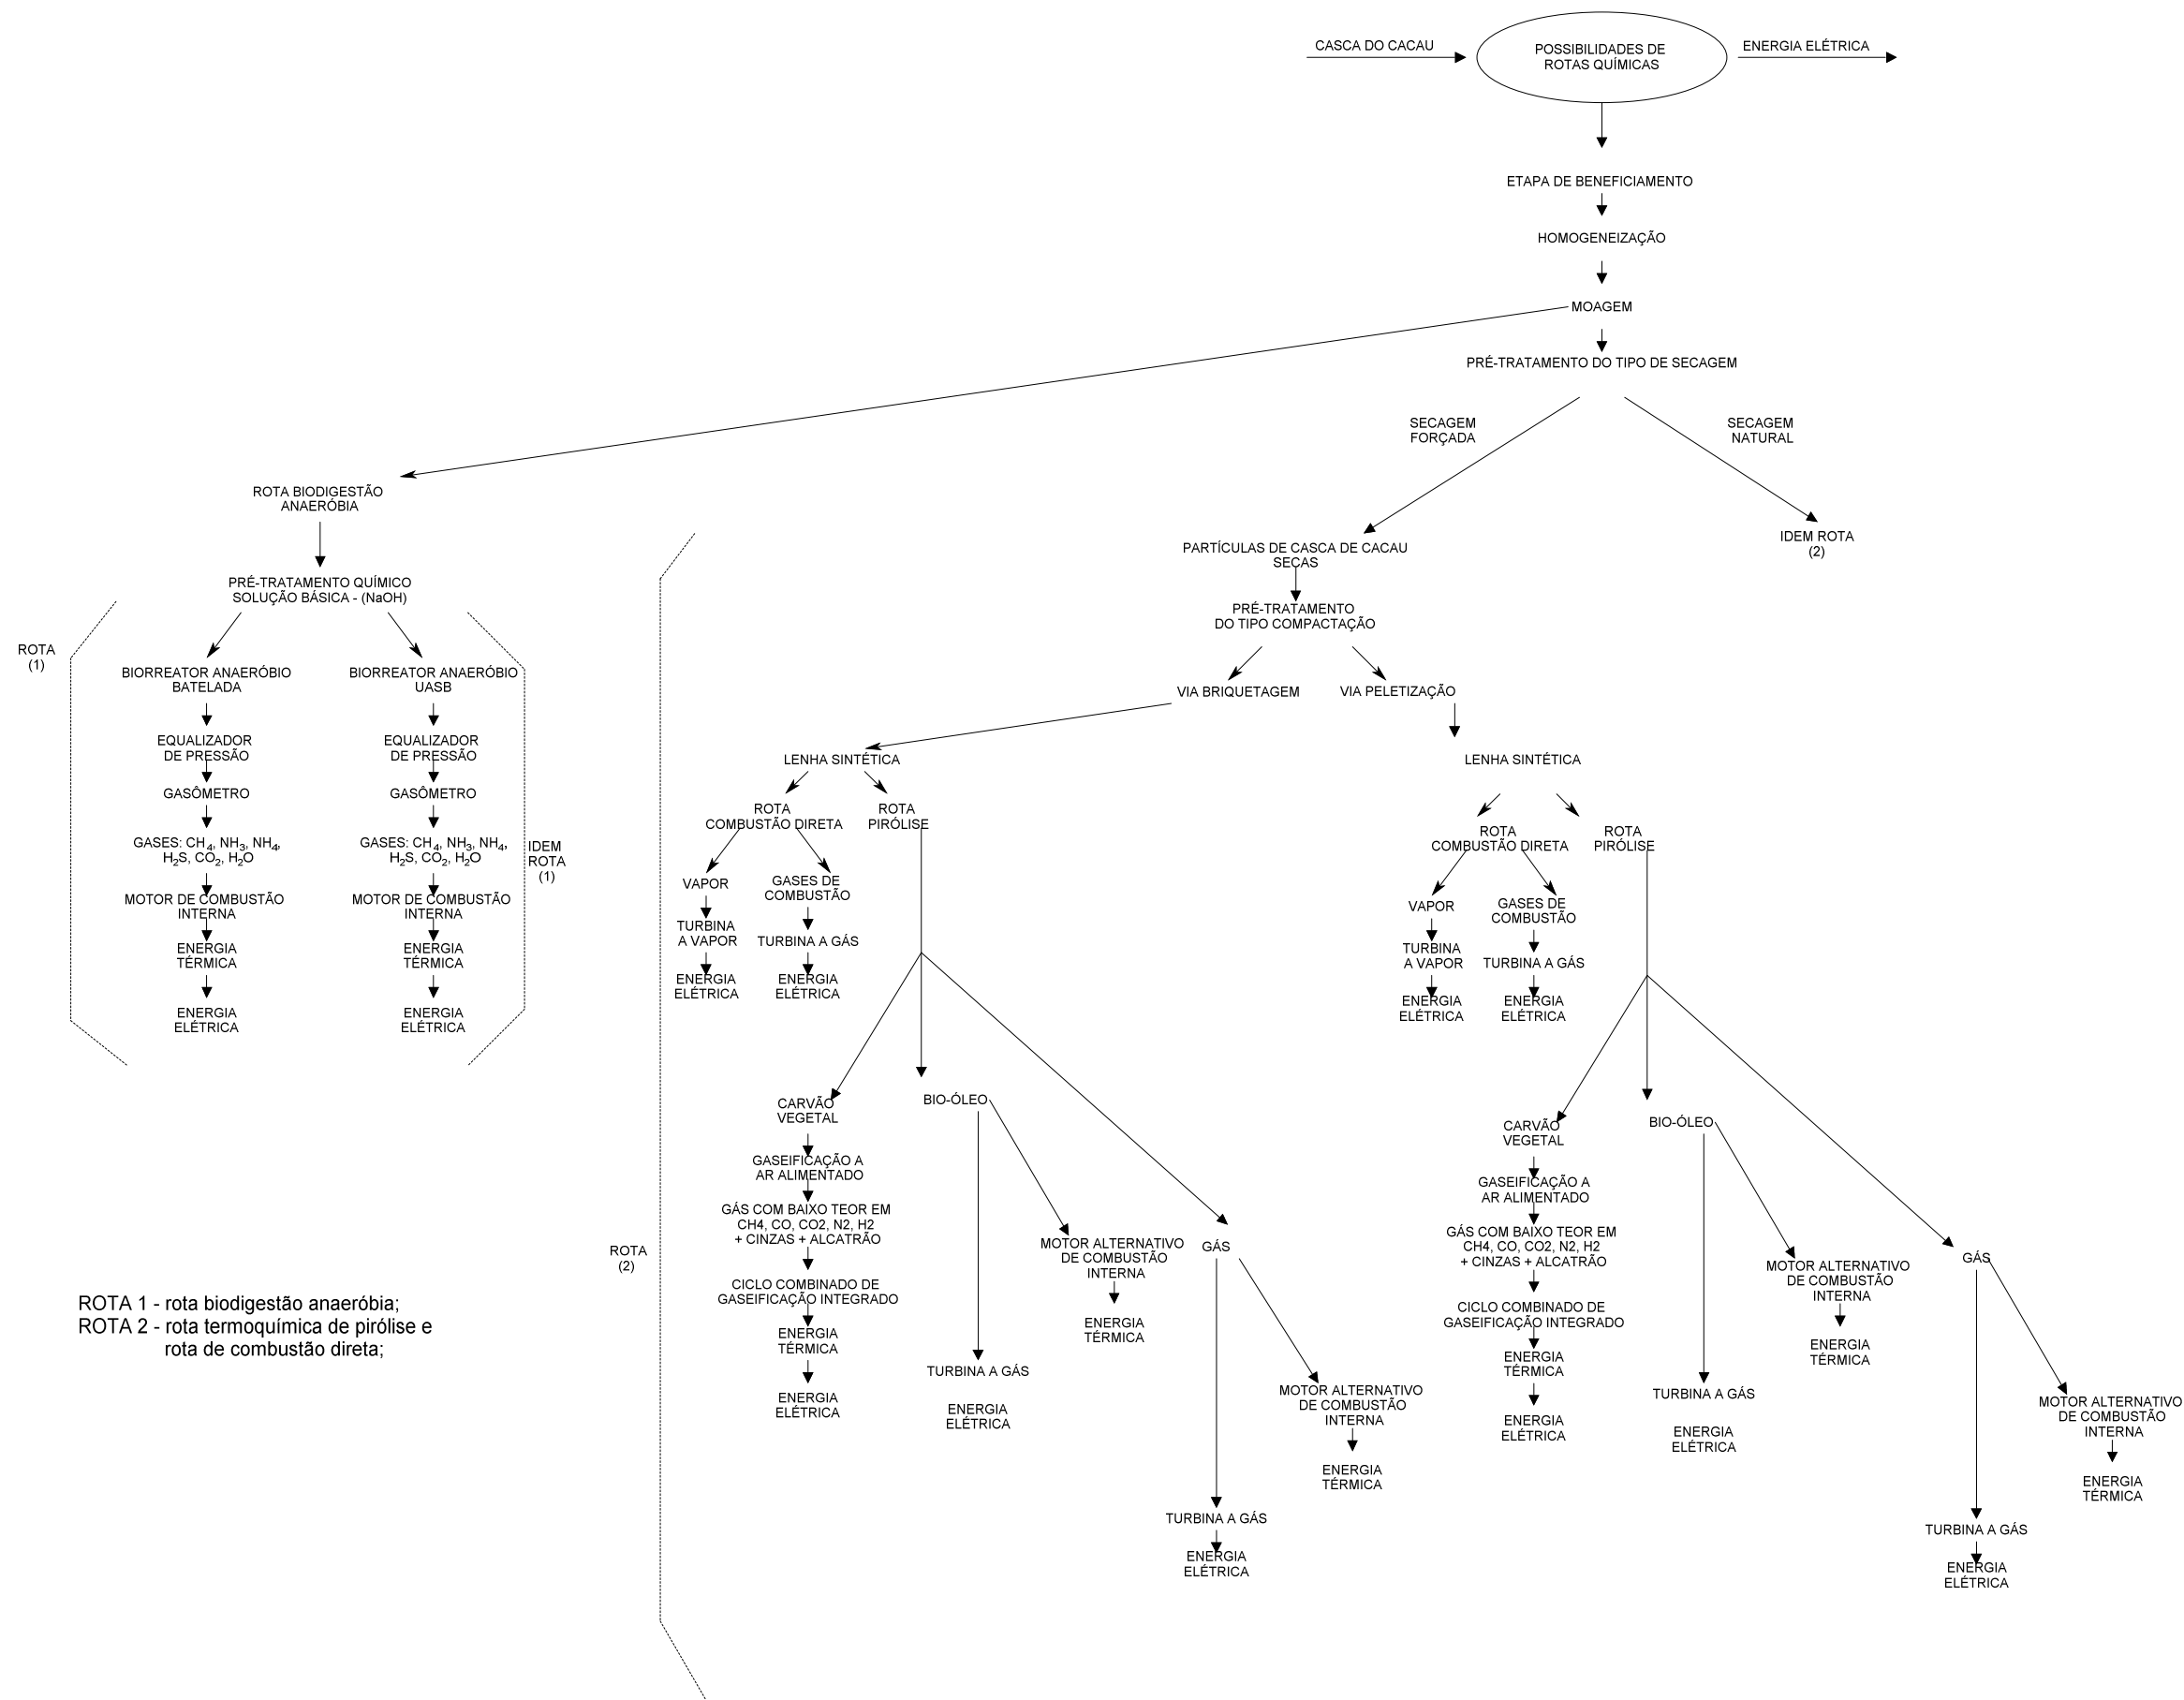 CASCA DO CACAU
POSSIBILIDADES DE
ROTAS QUÍMICAS
ENERGIA ELÉTRICA
ETAPA DE BENEFICIAMENTO
HOMOGENEIZAÇÃO
MOAGEM
PRÉ-TRATAMENTO DO TIPO DE SECAGEM
SECAGEM
FORÇADA
SECAGEM
NATURAL
IDEM ROTA
(2)
ROTA BIODIGESTÃO
ANAERÓBIA
PRÉ-TRATAMENTO QUÍMICO
SOLUÇÃO BÁSICA - (NaOH)
ROTA
(1)
BIORREATOR ANAERÓBIO
BATELADA
EQUALIZADOR
DE PRESSÃO
GASÔMETRO
GASES: CH4, NH3, NH4,
H2S, CO2, H2O
MOTOR DE COMBUSTÃO
INTERNA
ENERGIA
TÉRMICA
ENERGIA
ELÉTRICA
BIORREATOR ANAERÓBIO
UASB
EQUALIZADOR
DE PRESSÃO
GASÔMETRO
GASES: CH4, NH3, NH4,
H2S, CO2, H2O
MOTOR DE COMBUSTÃO
INTERNA
ENERGIA
TÉRMICA
ENERGIA
ELÉTRICA
IDEM
ROTA
(1)
PARTÍCULAS DE CASCA DE CACAU
SECAS
PRÉ-TRATAMENTO
DO TIPO COMPACTAÇÃO
VIA BRIQUETAGEM
VIA PELETIZAÇÃO
ROTA
(2)
LENHA SINTÉTICA
ROTA
COMBUSTÃO DIRETA
ROTA
PIRÓLISE
VAPOR
TURBINA
A VAPOR
ENERGIA
ELÉTRICA
GASES DE
COMBUSTÃO
TURBINA A GÁS
ENERGIA
ELÉTRICA
CARVÃO
VEGETAL
GASEIFICAÇÃO A
AR ALIMENTADO
GÁS COM BAIXO TEOR EM
CH4, CO, CO2, N2, H2
+ CINZAS + ALCATRÃO
CICLO COMBINADO DE
GASEIFICAÇÃO INTEGRADO
ENERGIA
TÉRMICA
ENERGIA
ELÉTRICA
BIO-ÓLEO
TURBINA A GÁS
ENERGIA
ELÉTRICA
MOTOR ALTERNATIVO
DE COMBUSTÃO
INTERNA
ENERGIA
TÉRMICA
GÁS
TURBINA A GÁS
ENERGIA
ELÉTRICA
MOTOR ALTERNATIVO
DE COMBUSTÃO
INTERNA
ENERGIA
TÉRMICA
LENHA SINTÉTICA
ROTA
COMBUSTÃO DIRETA
ROTA
PIRÓLISE
VAPOR
TURBINA
A VAPOR
ENERGIA
ELÉTRICA
GASES DE
COMBUSTÃO
TURBINA A GÁS
ENERGIA
ELÉTRICA
CARVÃO
VEGETAL
GASEIFICAÇÃO A
AR ALIMENTADO
GÁS COM BAIXO TEOR EM
CH4, CO, CO2, N2, H2
+ CINZAS + ALCATRÃO
CICLO COMBINADO DE
GASEIFICAÇÃO INTEGRADO
ENERGIA
TÉRMICA
ENERGIA
ELÉTRICA
BIO-ÓLEO
TURBINA A GÁS
ENERGIA
ELÉTRICA
MOTOR ALTERNATIVO
DE COMBUSTÃO
INTERNA
ENERGIA
TÉRMICA
GÁS
TURBINA A GÁS
ENERGIA
ELÉTRICA
MOTOR ALTERNATIVO
DE COMBUSTÃO
INTERNA
ENERGIA
TÉRMICA
ROTA 1 - rota biodigestão anaeróbia;
ROTA 2 - rota termoquímica de pirólise e
rota de combustão direta;